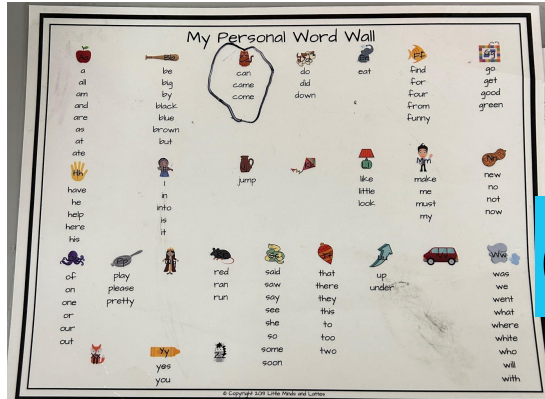 My Personal Word Wall
a
all
am
and
are
as
at
ate
be
big
by
black
blue
brown
but
can
came
come
do
did
down
eat
find
for
four
from
funny
go
get
good
green
Hh
have
he
help
here
his
I
in
into
is
it
jump
like
little
look
Mm
make
me
must
my
Nn
new
no
not
now
of
on
one
or
our
out
Pp
play
please
pretty
red
ran
run
said
saw
say
see
she
so
some
soon
that
there
they
this
to
too
two
up
under
Ww
was
we
went
what
where
white
who
will
with
Yy
yes
you
Zz
© Copyright 2019 Little Minds and Lattes